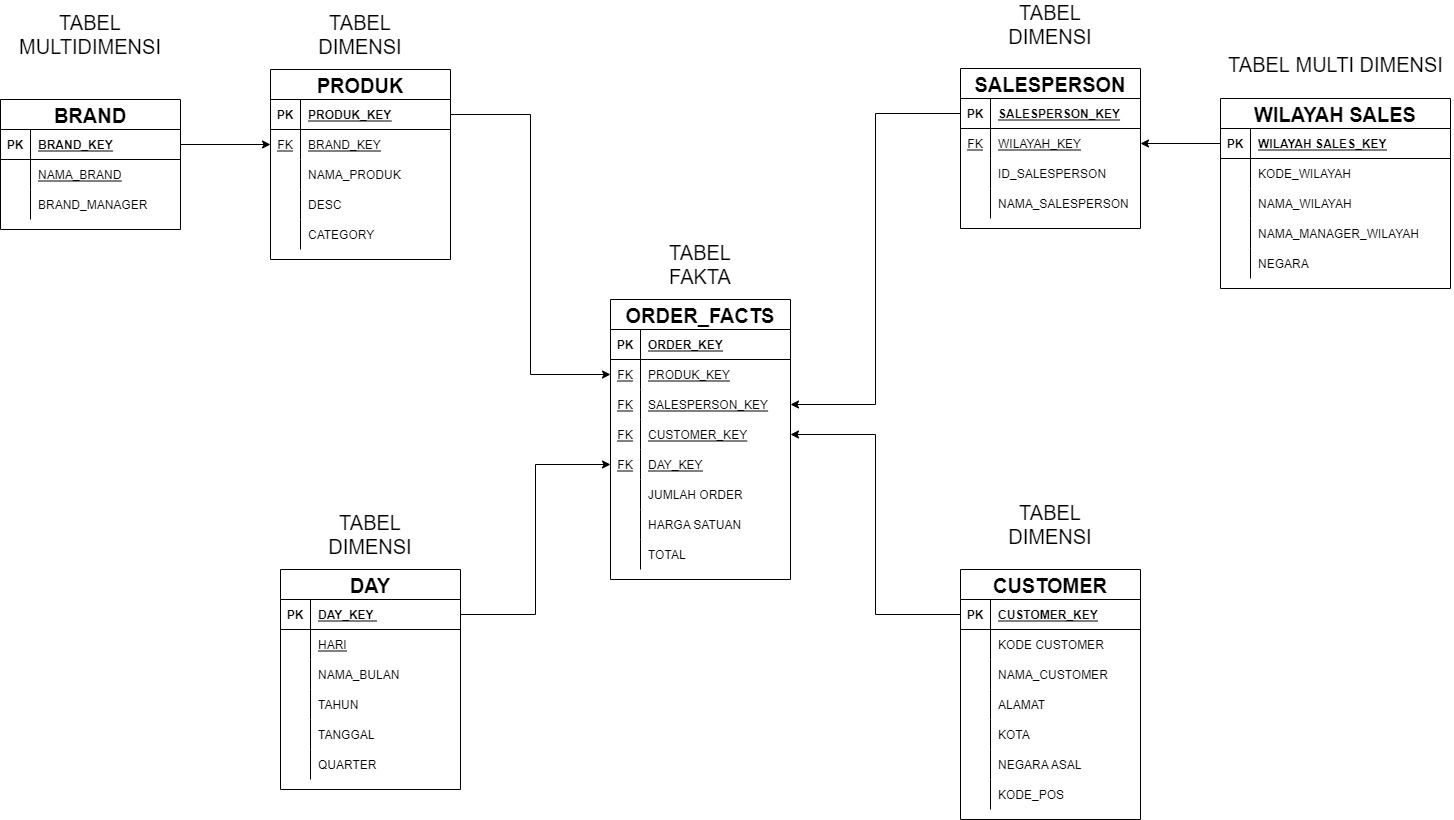 TABEL
MULTIDIMENSI
BRAND
PK BRAND_KEY
NAMA_BRAND
BRAND_MANAGER
TABEL
DIMENSI
PRODUK
PK PRODUK_KEY
FK BRAND_KEY
NAMA_PRODUK
DESC
CATEGORY
TABEL
DIMENSI
SALESPERSON
PK SALESPERSON_KEY
FK WILAYAH_KEY
ID_SALESPERSON
NAMA_SALESPERSON
TABEL MULTI DIMENSI
WILAYAH SALES
PK WILAYAH SALES_KEY
KODE_WILAYAH
NAMA_WILAYAH
NAMA_MANAGER_WILAYAH
NEGARA
TABEL
FAKTA
ORDER_FACTS
PK ORDER_KEY
FK PRODUK_KEY
FK SALESPERSON_KEY
FK CUSTOMER_KEY
FK DAY_KEY
JUMLAH ORDER
HARGA SATUAN
TOTAL
TABEL
DIMENSI
DAY
PK DAY_KEY
HARI
NAMA_BULAN
TAHUN
TANGGAL
QUARTER
TABEL
DIMENSI
CUSTOMER
PK CUSTOMER_KEY
KODE CUSTOMER
NAMA_CUSTOMER
ALAMAT
KOTA
NEGARA ASAL
KODE_POS